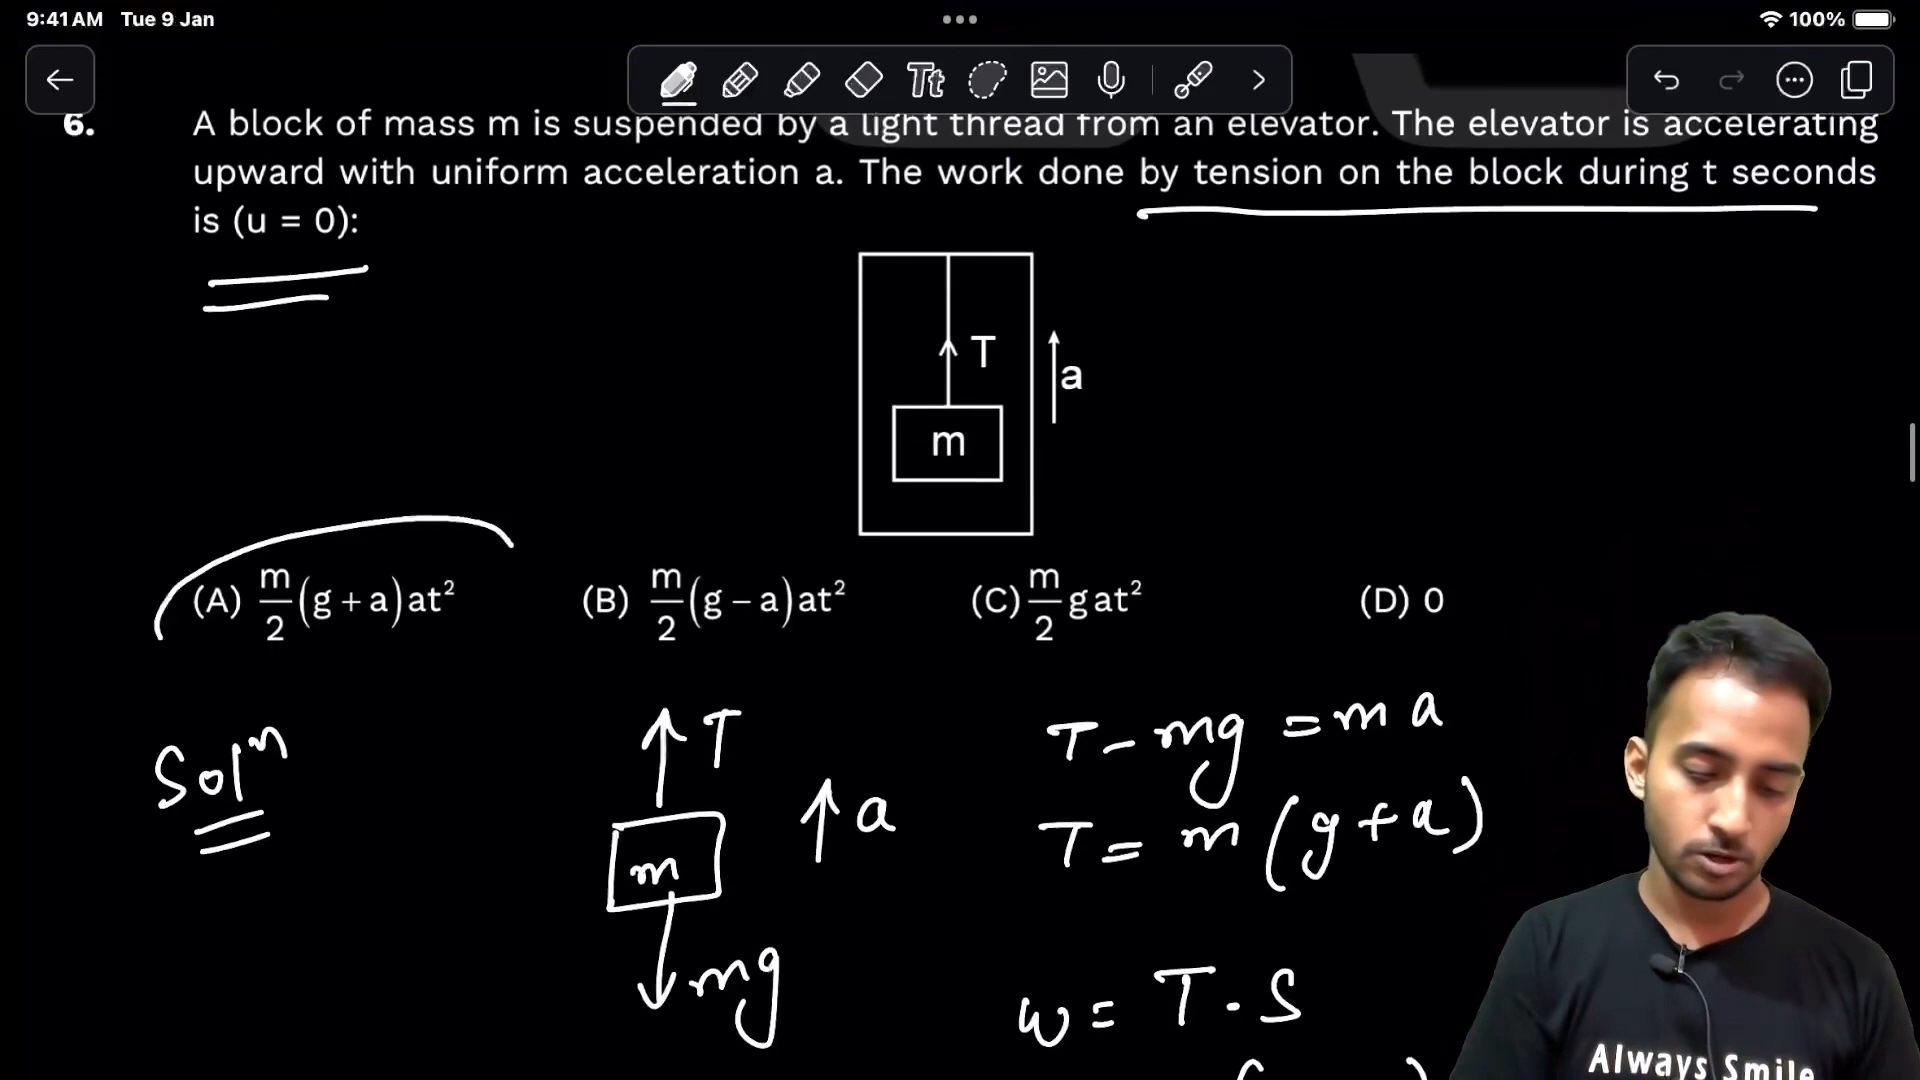 9:41 AM Tue 9 Jan
100%
Tt
6. A block of mass m is suspended by a light thread from an elevator. The elevator is accelerating
upward with uniform acceleration a. The work done by tension on the block during t seconds
is (u = 0):
T
a
m
(A) m/2 (g + a) at² (B) m/2 (g – a) at² (C) m/2 g at² (D) 0
Solⁿ
T
m
a
mg
T - mg = ma
T = m (g+a)
W = T · S
Always Smile